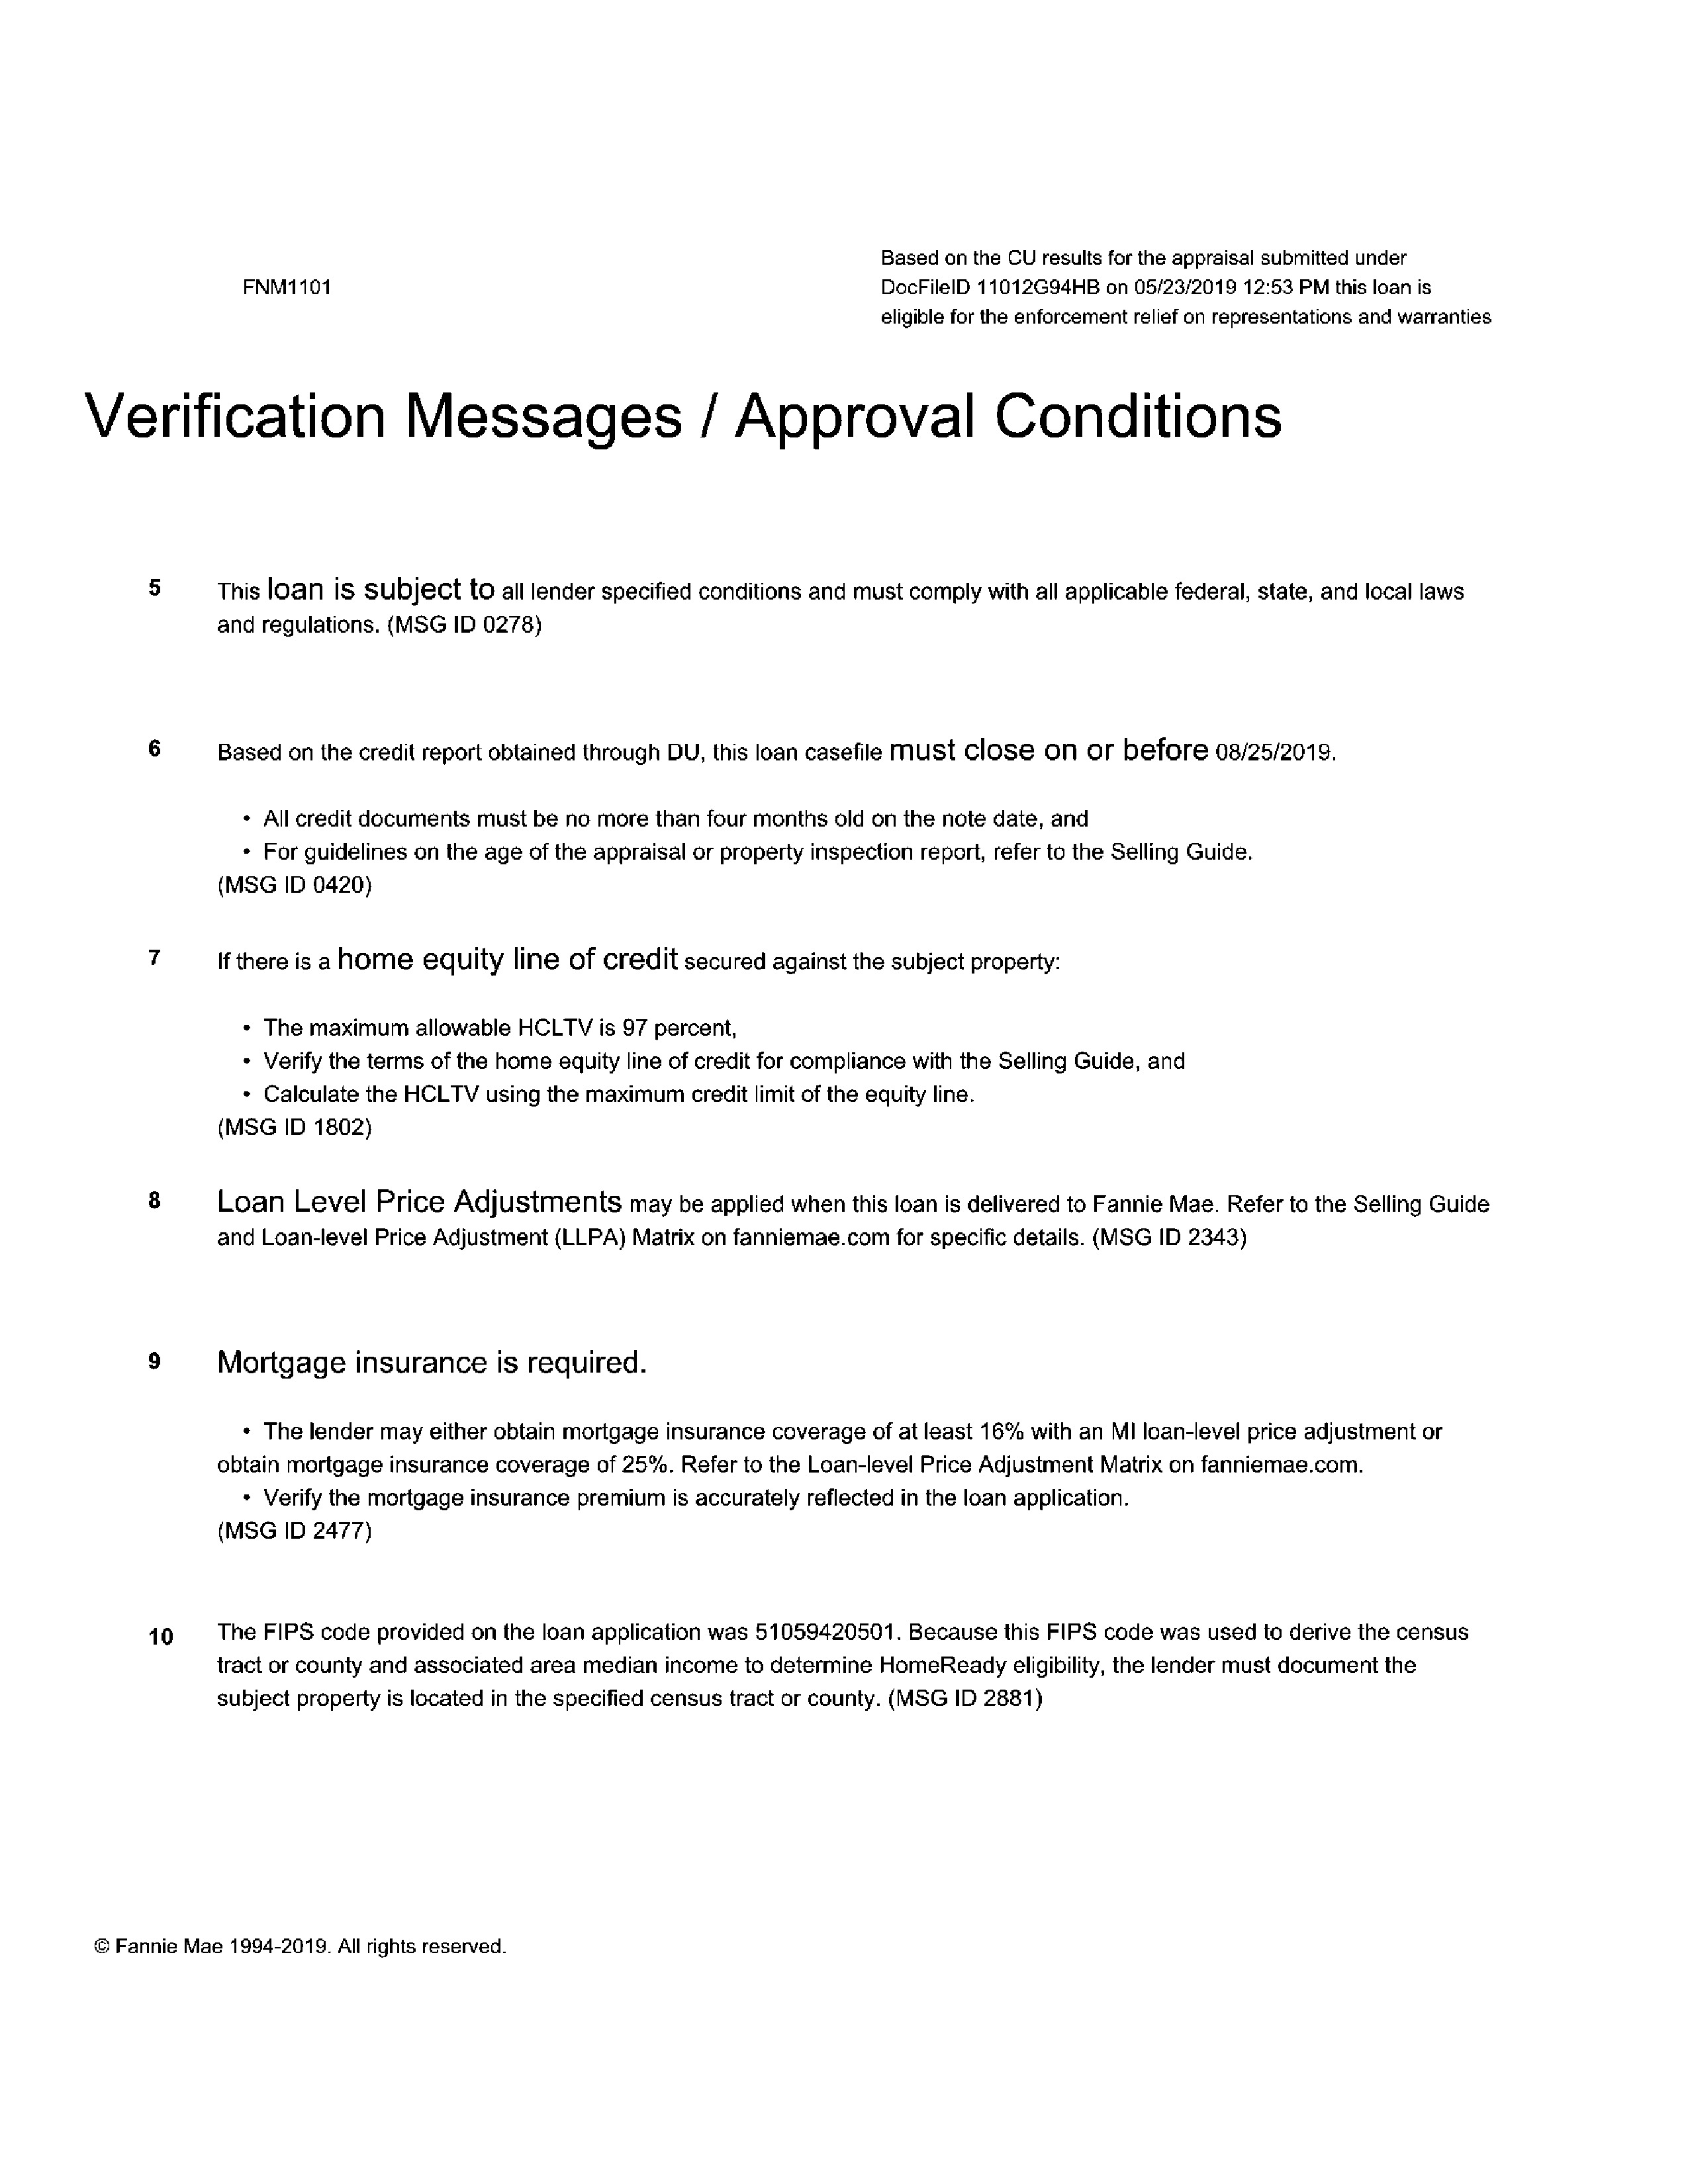 Based on the CU results for the appraisal submitted under
FNM1101 DocFileID 11012G94HB on 05/23/2019 12:53 PM this loan is
eligible for the enforcement relief on representations and warranties
Verification Messages / Approval Conditions
5 This loan is subject to all lender specified conditions and must comply with all applicable federal, state, and local laws
and regulations. (MSG ID 0278)
6 Based on the credit report obtained through DU, this loan casefile must close on or before 08/25/2019.
• All credit documents must be no more than four months old on the note date, and
• For guidelines on the age of the appraisal or property inspection report, refer to the Selling Guide.
(MSG ID 0420)
7 If there is a home equity line of credit secured against the subject property:
• The maximum allowable HCLTV is 97 percent,
• Verify the terms of the home equity line of credit for compliance with the Selling Guide, and
• Calculate the HCLTV using the maximum credit limit of the equity line.
(MSG ID 1802)
8 Loan Level Price Adjustments may be applied when this loan is delivered to Fannie Mae. Refer to the Selling Guide
and Loan-level Price Adjustment (LLPA) Matrix on fanniemae.com for specific details. (MSG ID 2343)
9 Mortgage insurance is required.
• The lender may either obtain mortgage insurance coverage of at least 16% with an MI loan-level price adjustment or
obtain mortgage insurance coverage of 25%. Refer to the Loan-level Price Adjustment Matrix on fanniemae.com.
• Verify the mortgage insurance premium is accurately reflected in the loan application.
(MSG ID 2477)
10 The FIPS code provided on the loan application was 51059420501. Because this FIPS code was used to derive the census
tract or county and associated area median income to determine HomeReady eligibility, the lender must document the
subject property is located in the specified census tract or county. (MSG ID 2881)
© Fannie Mae 1994-2019. All rights reserved.